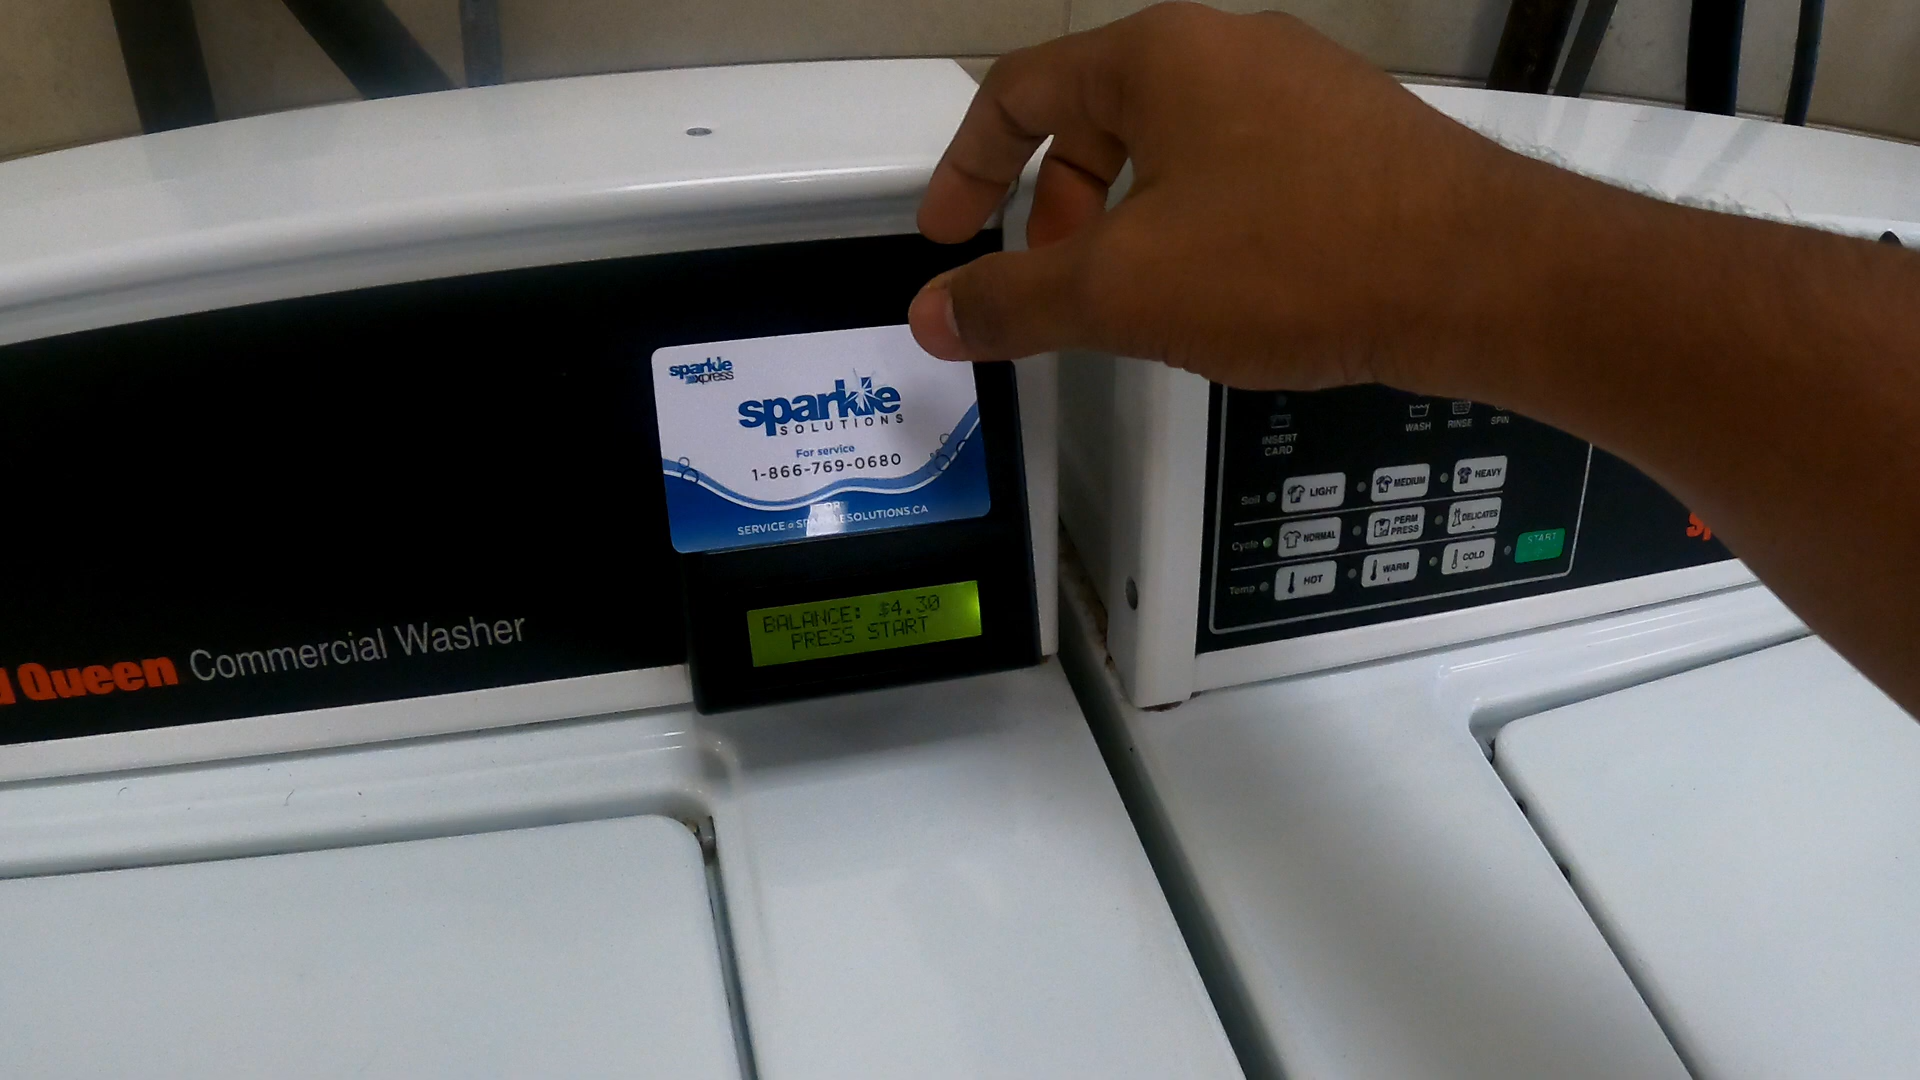 sparkle
xpress
sparkle
SOLUTIONS
For service
1-866-769-0680
OR
SERVICE@SPARKLESOLUTIONS.CA
BALANCE: $4.30
PRESS START
Queen Commercial Washer
INSERT
CARD
WASH RINSE SPIN
Soil LIGHT MEDIUM HEAVY
Cycle NORMAL PERM
PRESS DELICATES
Temp HOT WARM COLD START